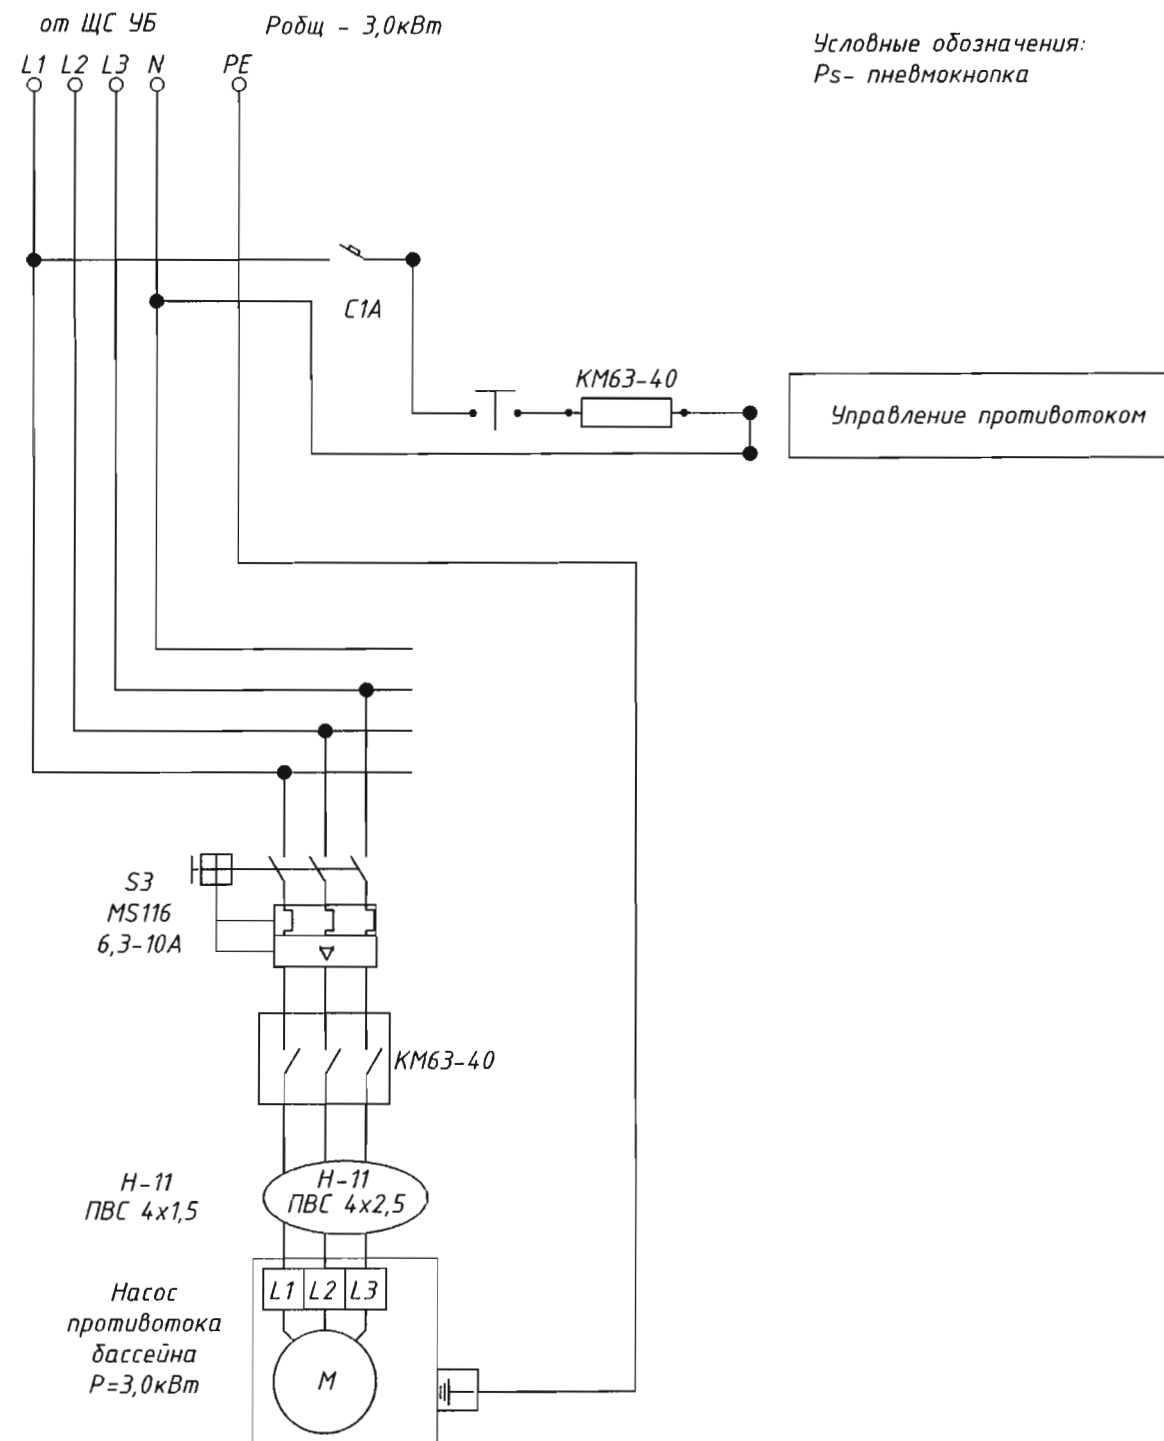 от ЩС УБ
Робщ - 3,0кВт
Условные обозначения:
Ps- пневмокнопка
L1 L2 L3 N PE
C1A
КМ63-40
Управление противотоком
S3
MS116
6,3-10А
КМ63-40
Н-11
ПВС 4х1,5
Н-11
ПВС 4х2,5
L1 L2 L3
Насос
противотока
бассейна
Р=3,0кВт
М